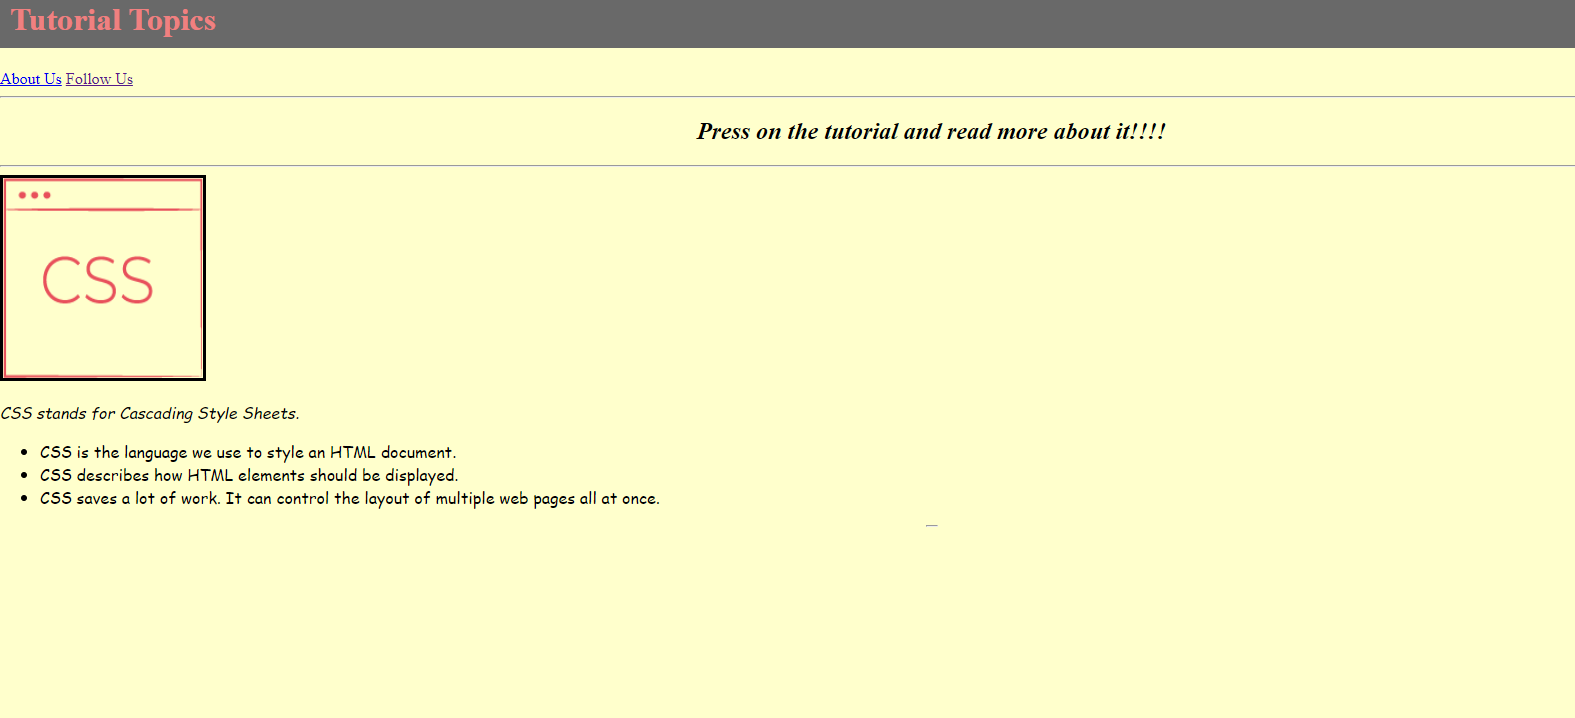 Tutorial Topics
About Us Follow Us
Press on the tutorial and read more about it!!!!
CSS
CSS stands for Cascading Style Sheets.
CSS is the language we use to style an HTML document.
CSS describes how HTML elements should be displayed.
CSS saves a lot of work. It can control the layout of multiple web pages all at once.